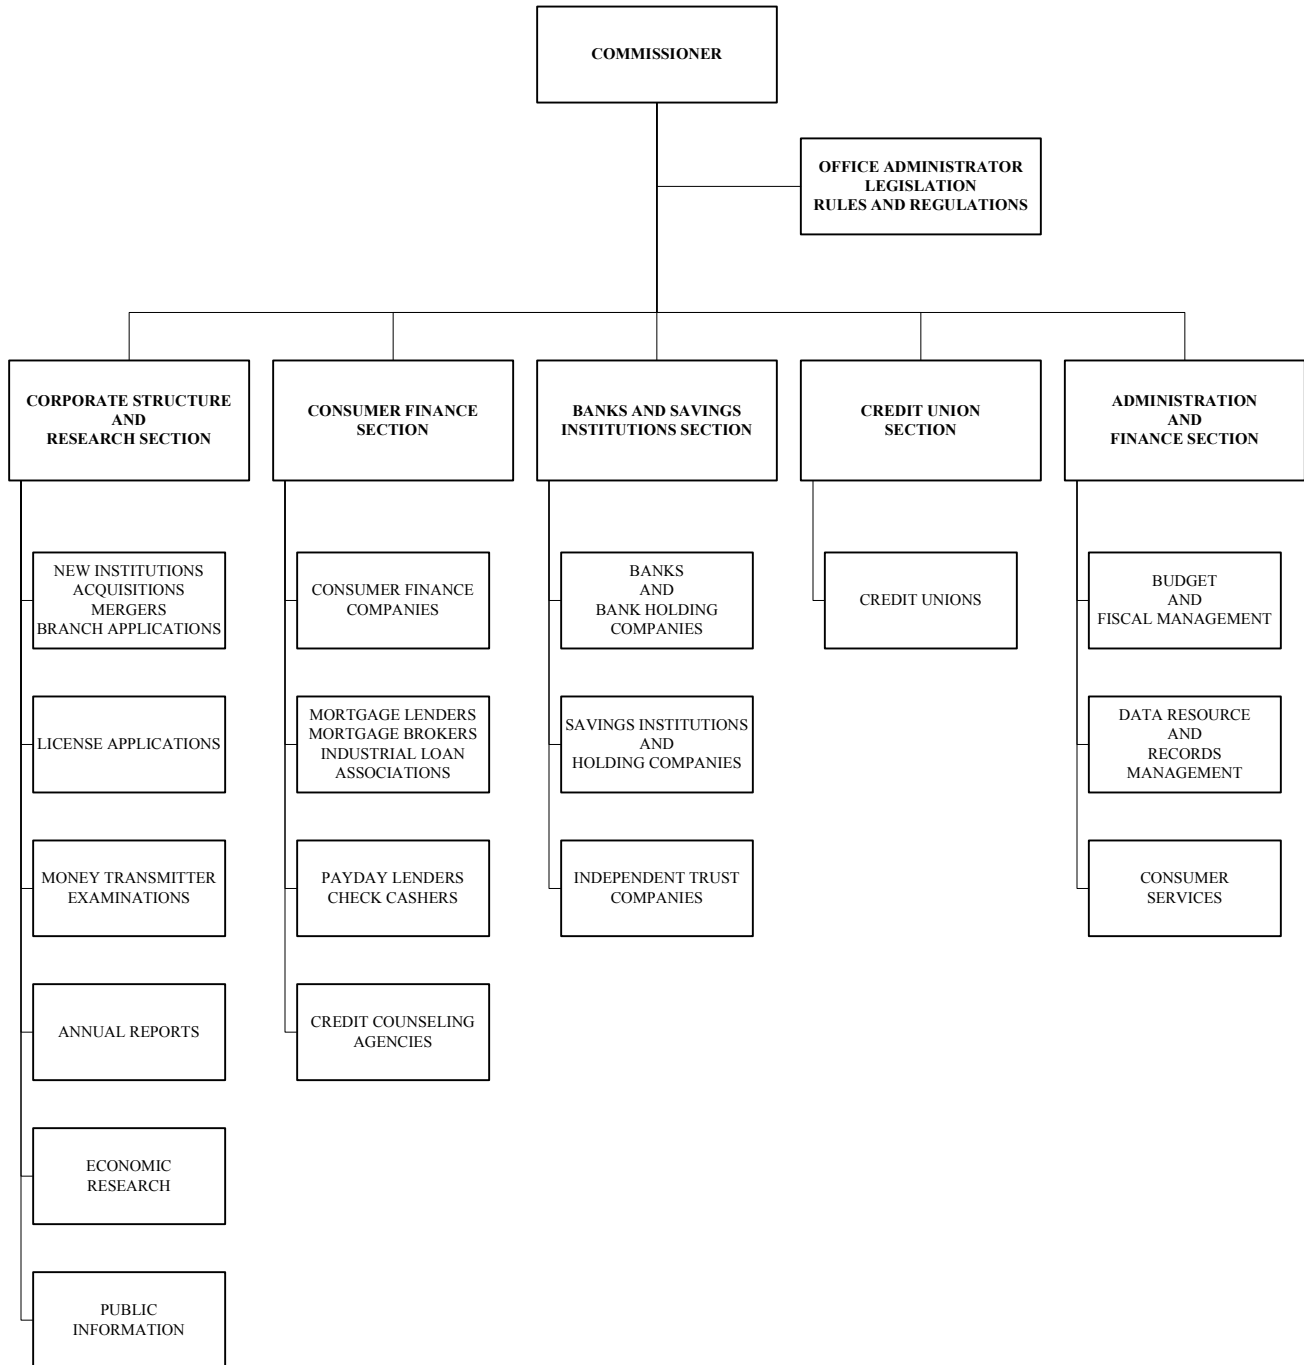 COMMISSIONER
OFFICE ADMINISTRATOR
LEGISLATION
RULES AND REGULATIONS
CORPORATE STRUCTURE
AND
RESEARCH SECTION
CONSUMER FINANCE
SECTION
BANKS AND SAVINGS
INSTITUTIONS SECTION
CREDIT UNION
SECTION
ADMINISTRATION
AND
FINANCE SECTION
NEW INSTITUTIONS
ACQUISITIONS
MERGERS
BRANCH APPLICATIONS
CONSUMER FINANCE
COMPANIES
BANKS
AND
BANK HOLDING
COMPANIES
CREDIT UNIONS
BUDGET
AND
FISCAL MANAGEMENT
LICENSE APPLICATIONS
MORTGAGE LENDERS
MORTGAGE BROKERS
INDUSTRIAL LOAN
ASSOCIATIONS
SAVINGS INSTITUTIONS
AND
HOLDING COMPANIES
DATA RESOURCE
AND
RECORDS
MANAGEMENT
MONEY TRANSMITTER
EXAMINATIONS
PAYDAY LENDERS
CHECK CASHERS
INDEPENDENT TRUST
COMPANIES
CONSUMER
SERVICES
ANNUAL REPORTS
CREDIT COUNSELING
AGENCIES
ECONOMIC
RESEARCH
PUBLIC
INFORMATION